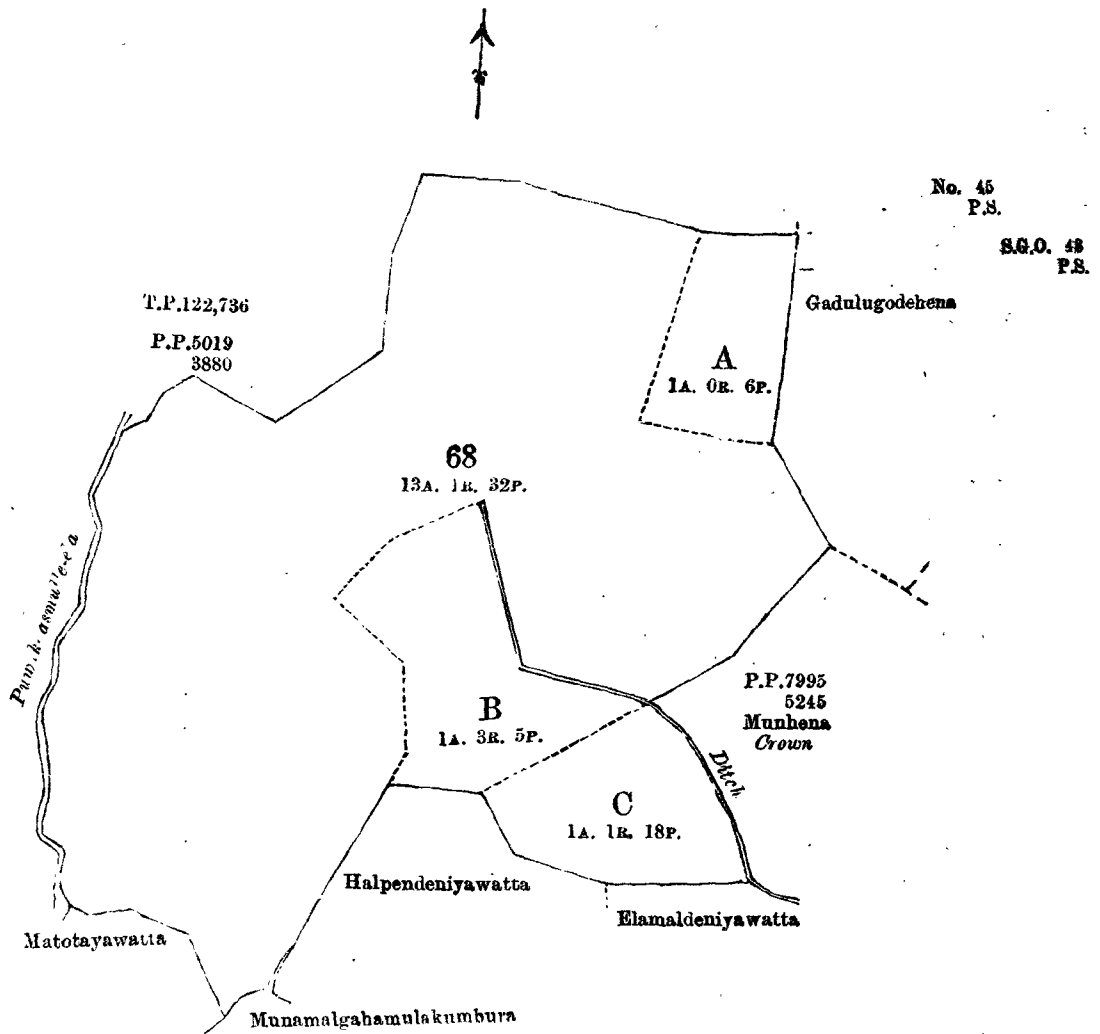 No. 45
P.S.
S.G.O. 43
P.S.
Gadulugodehena
T.P.122,736
P.P.5019
3880
A
1A. 0R. 6P.
68
13A. 1R. 32P.
P.P.7995
5245
Munhena
Crown
B
1A. 3R. 5P.
Ditch
C
1A. 1R. 18P.
Halpendeniyawatta
Elamaldeniyawatta
Matotayawatta
Munamalgahamulakumbura